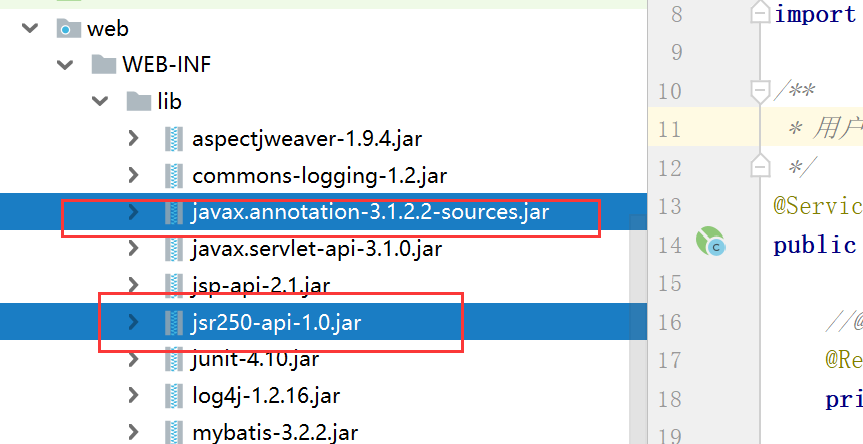 web
WEB-INF
lib
aspectjweaver-1.9.4.jar
commons-logging-1.2.jar
javax.annotation-3.1.2.2-sources.jar
javax.servlet-api-3.1.0.jar
jsp-api-2.1.jar
jsr250-api-1.0.jar
junit-4.10.jar
log4j-1.2.16.jar
mybatis-3.2.2.jar
8 import
9
10 /**
11 * 用户
12 */
13 @Servic
14 public
15
16 //@
17 @Re
18 pri
19